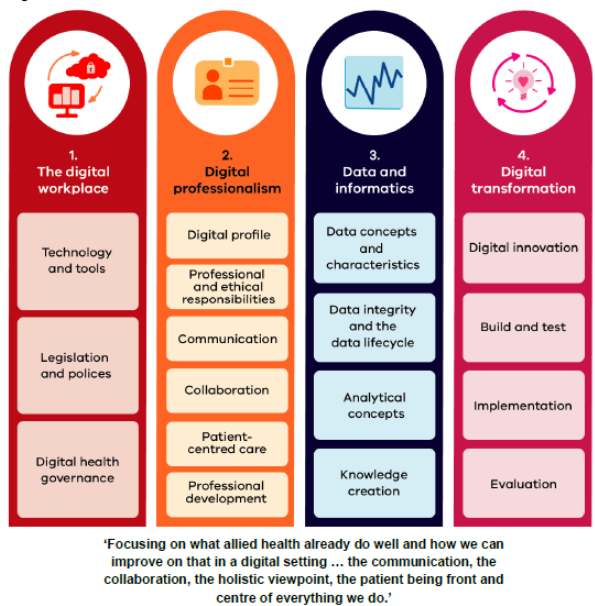 1.
The digital
workplace
Technology
and tools
Legislation
and polices
Digital health
governance
2.
Digital
professionalism
Digital profile
Professional
and ethical
responsibilities
Communication
Collaboration
Patient-
centred care
Professional
development
3.
Data and
informatics
Data concepts
and
characteristics
Data integrity
and the
data lifecycle
Analytical
concepts
Knowledge
creation
4.
Digital
transformation
Digital innovation
Build and test
Implementation
Evaluation
‘Focusing on what allied health already do well and how we can
improve on that in a digital setting … the communication, the
collaboration, the holistic viewpoint, the patient being front and
centre of everything we do.’